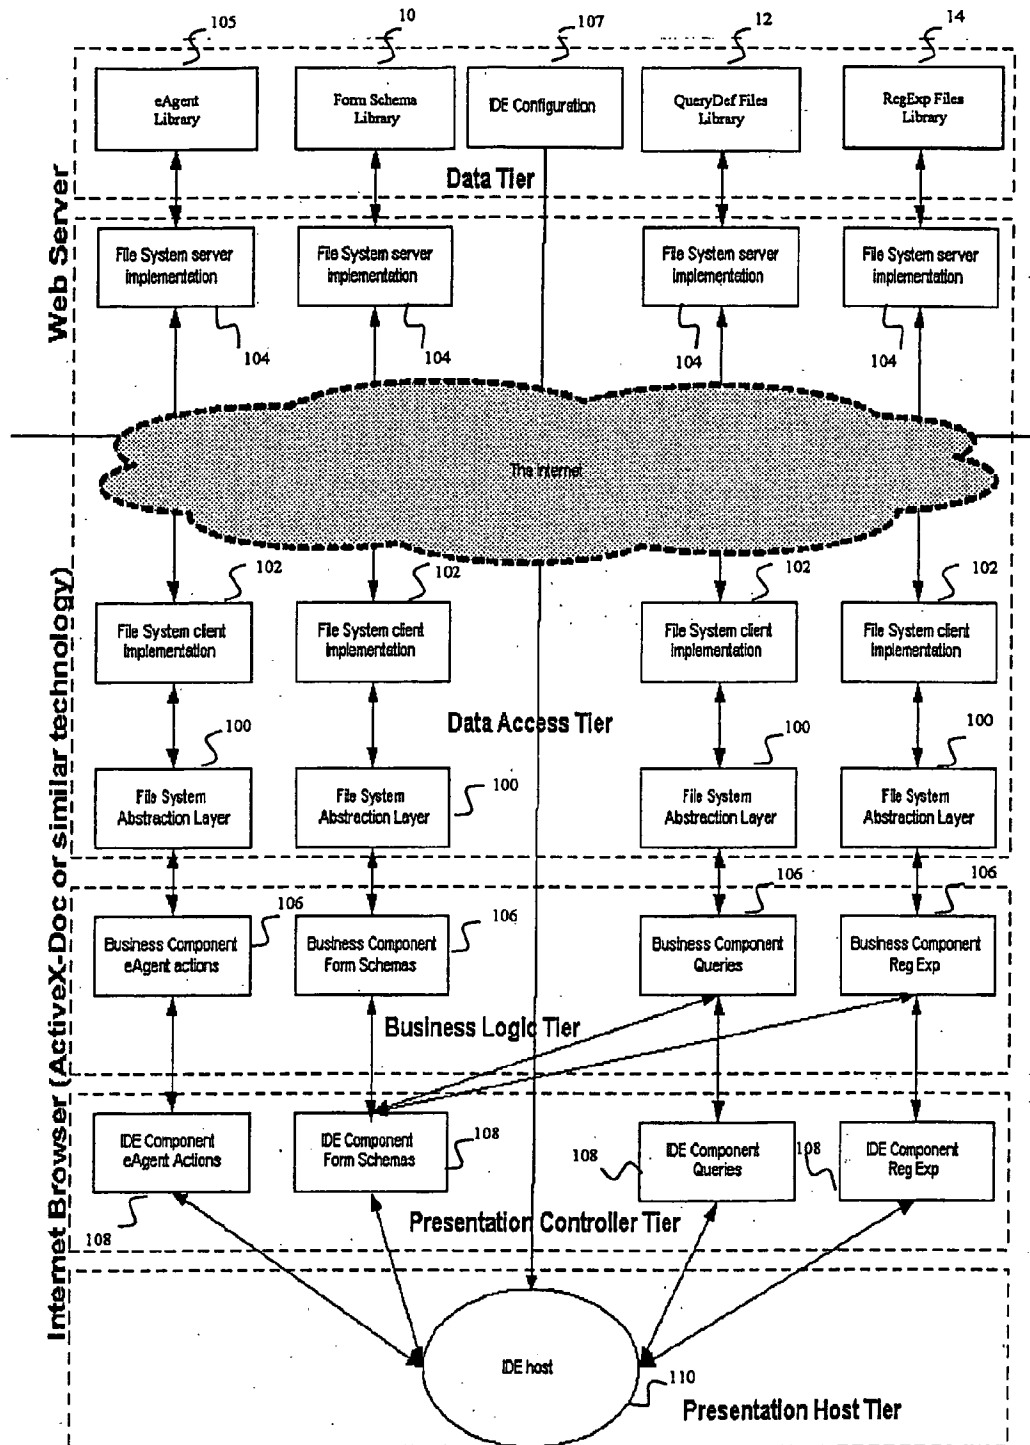 105
10
107
12
14
eAgent
Library
Form Schema
Library
IDE Configuration
QueryDef Files
Library
RegExp Files
Library
Data Tier
Web Server
File System server
implementation
File System server
implementation
File System server
implementation
File System server
implementation
104
104
104
104
The Internet
102
102
102
102
File System client
Implementation
File System client
Implementation
File System client
Implementation
File System client
Implementation
Data Access Tier
100
100
100
100
File System
Abstraction Layer
File System
Abstraction Layer
File System
Abstraction Layer
File System
Abstraction Layer
Internet Browser (ActiveX-Doc or similar technology)
106
106
106
106
Business Component
eAgent actions
Business Component
Form Schemas
Business Component
Queries
Business Component
Reg Exp
Business Logic Tier
IDE Component
eAgent Actions
IDE Component
Form Schemas
IDE Component
Queries
IDE Component
Reg Exp
108
108
108
108
Presentation Controller Tier
IDE host
110
Presentation Host Tier